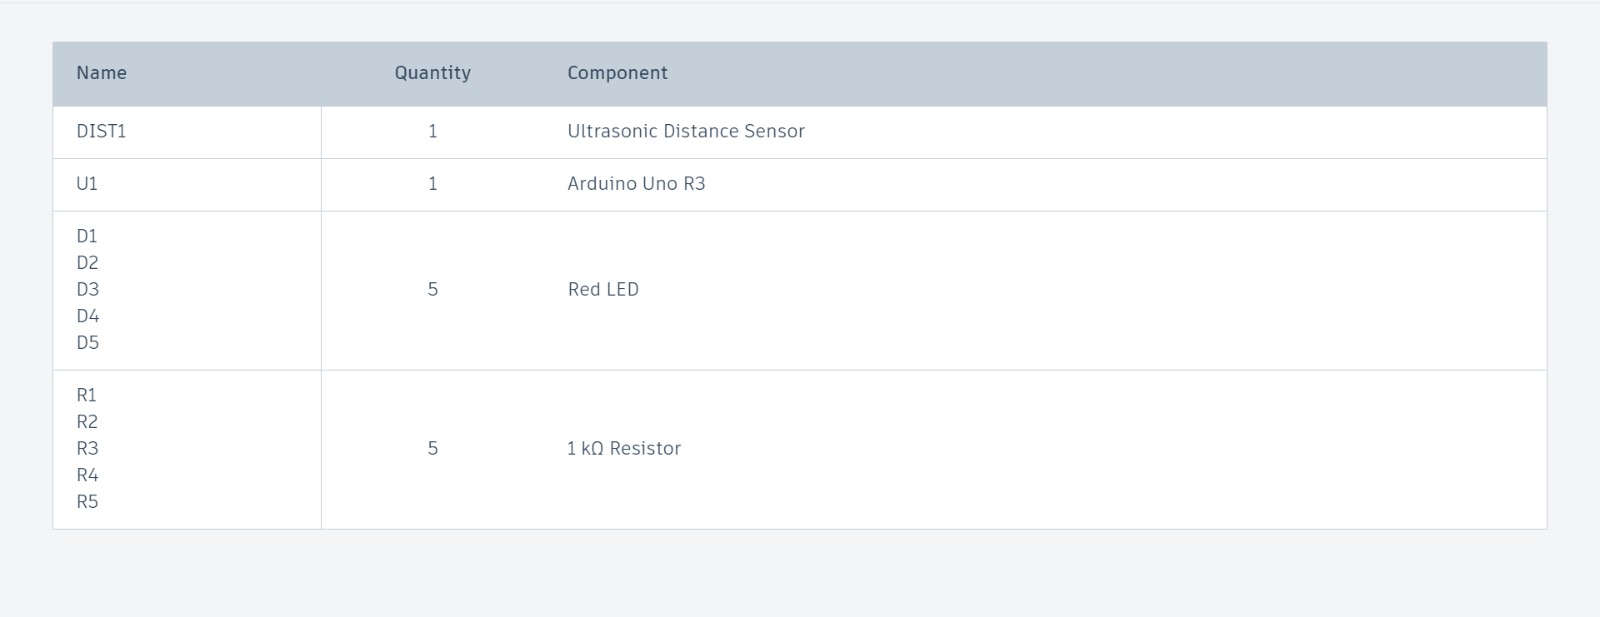 Name Quantity Component
DIST1 1 Ultrasonic Distance Sensor
U1 1 Arduino Uno R3
D1
D2
D3 5 Red LED
D4
D5
R1
R2
R3 5 1 kΩ Resistor
R4
R5